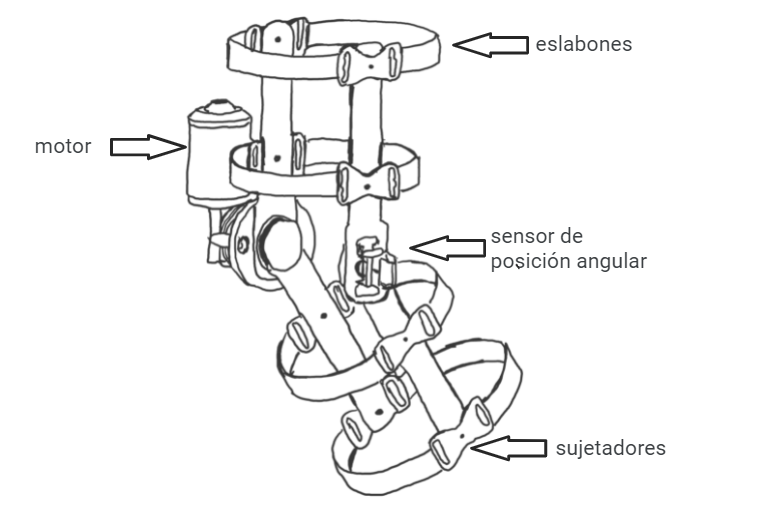 eslabones
motor
sensor de
posición angular
sujetadores